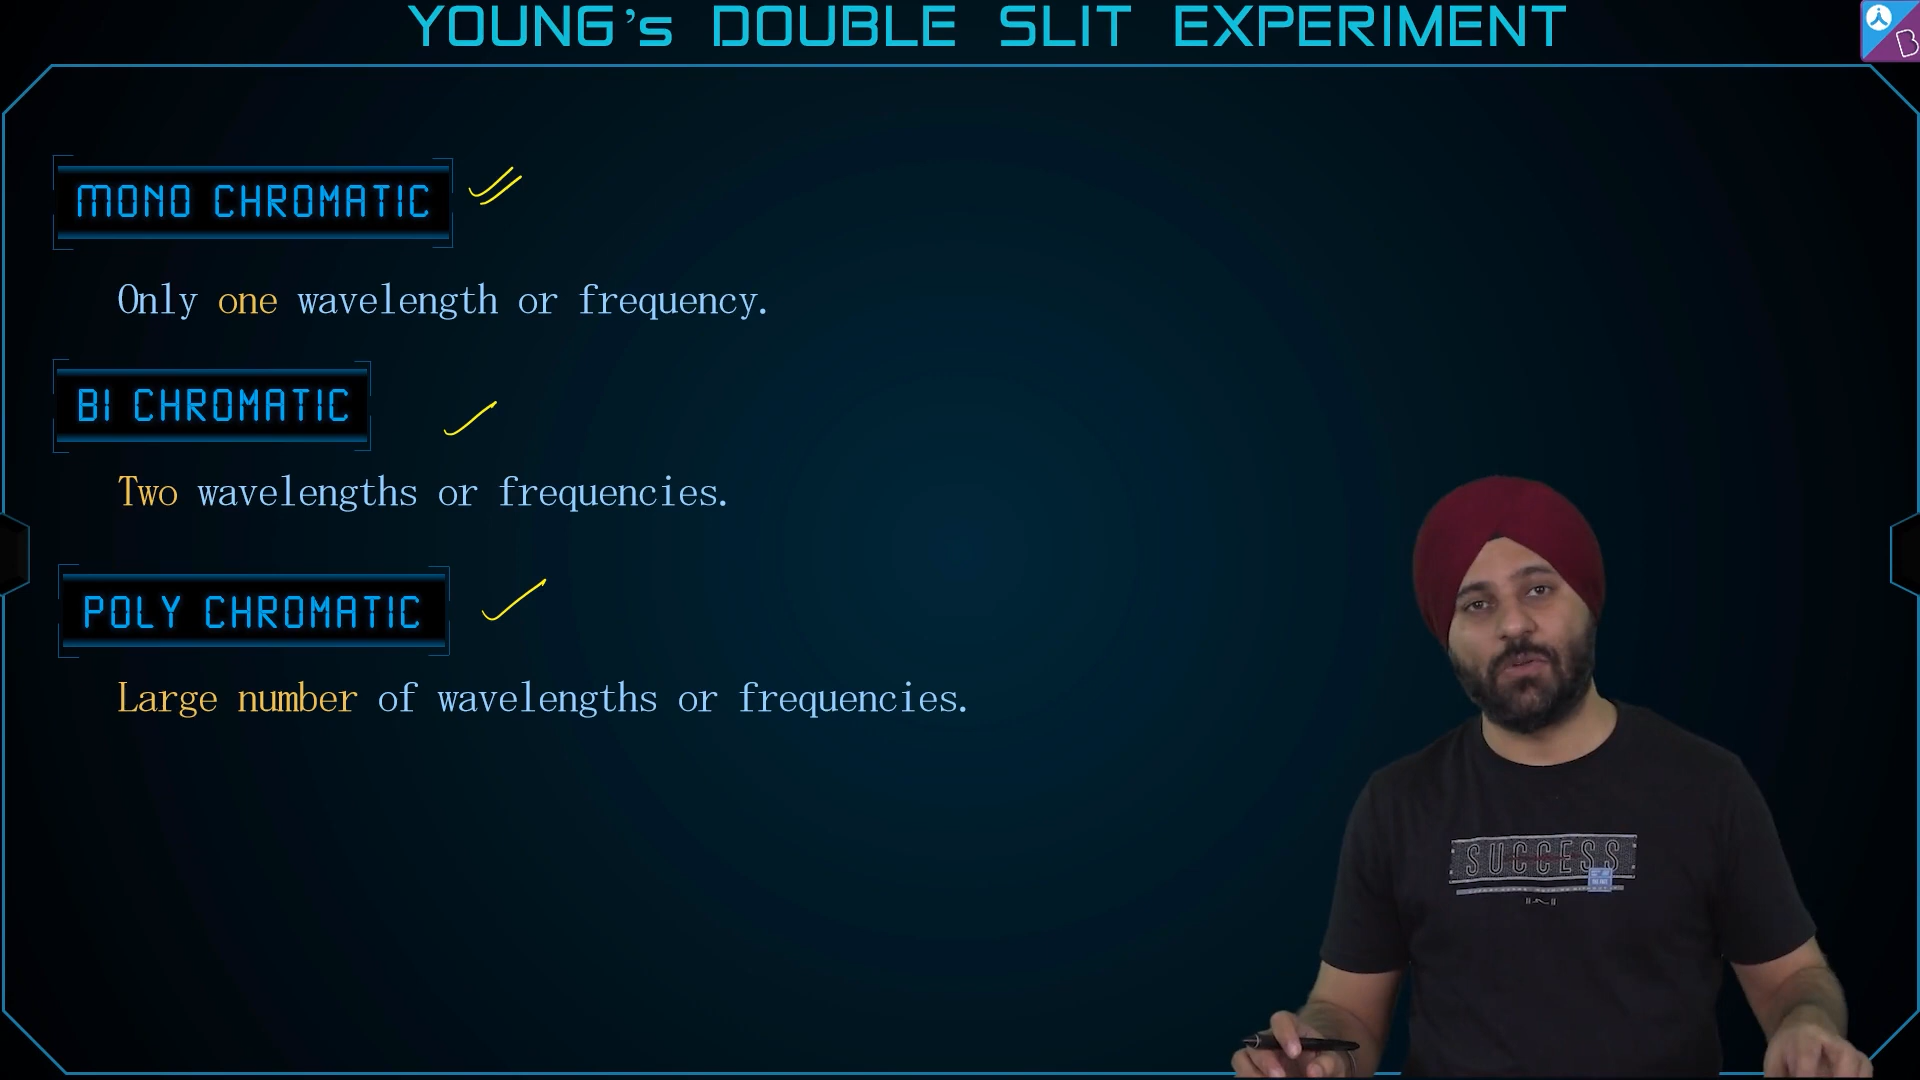 YOUNG's DOUBLE SLIT EXPERIMENT
B
MONO CHROMATIC
Only one wavelength or frequency.
BI CHROMATIC
Two wavelengths or frequencies.
POLY CHROMATIC
Large number of wavelengths or frequencies.
SUCCESS